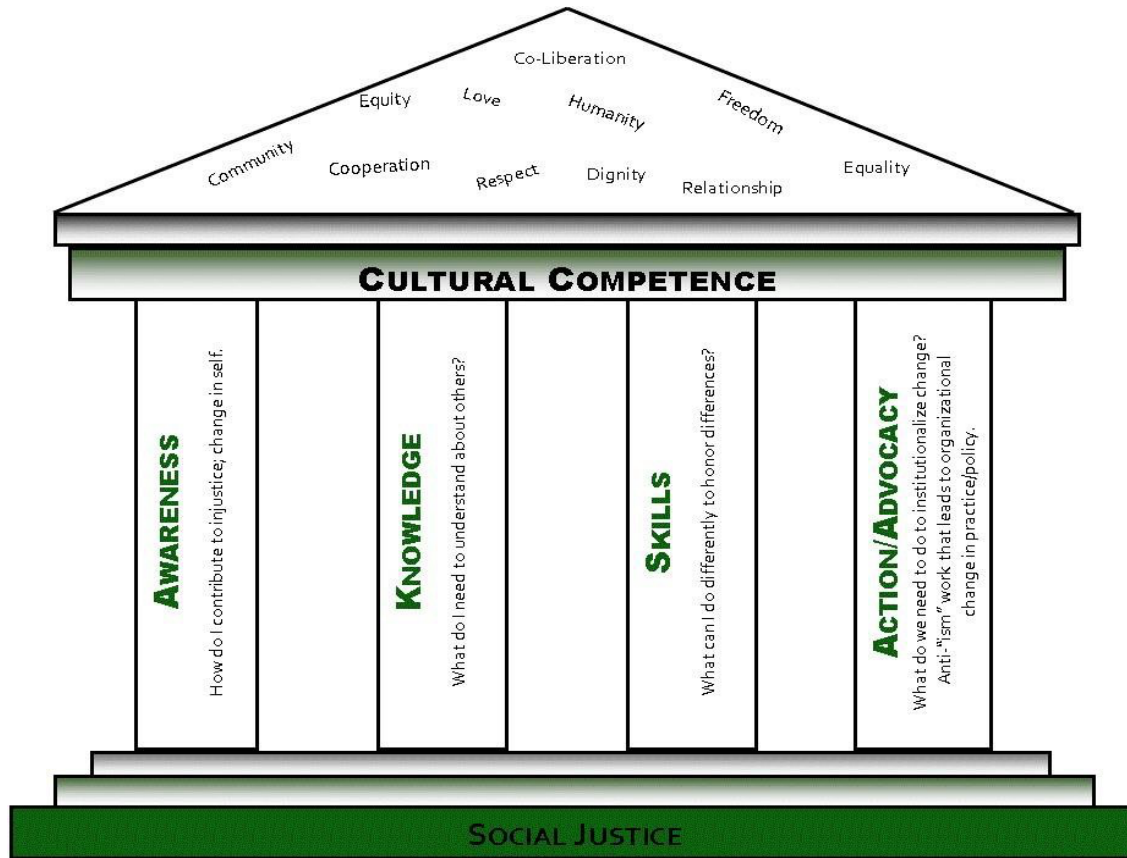 Co-Liberation
Equity
Love
Humanity
Freedom
Community
Cooperation
Respect
Dignity
Relationship
Equality
CULTURAL COMPETENCE
AWARENESS
How do I contribute to injustice; change in self.
KNOWLEDGE
What do I need to understand about others?
SKILLS
What can I do differently to honor differences?
ACTION/ADVOCACY
What do we need to do to institutionalize change?
Anti-"ism" work that leads to organizational
change in practice/policy.
SOCIAL JUSTICE